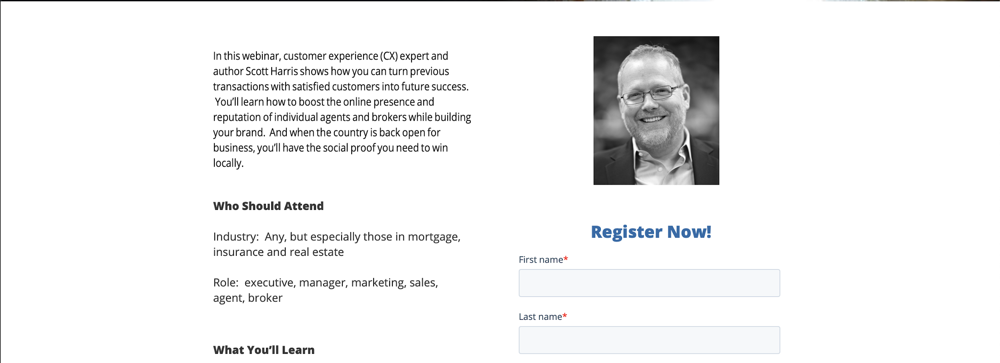 In this webinar, customer experience (CX) expert and
author Scott Harris shows how you can turn previous
transactions with satisfied customers into future success.
You’ll learn how to boost the online presence and
reputation of individual agents and brokers while building
your brand.  And when the country is back open for
business, you’ll have the social proof you need to win
locally.
Who Should Attend
Industry:  Any, but especially those in mortgage,
insurance and real estate
Role:  executive, manager, marketing, sales,
agent, broker
What You’ll Learn
Register Now!
First name*
Last name*